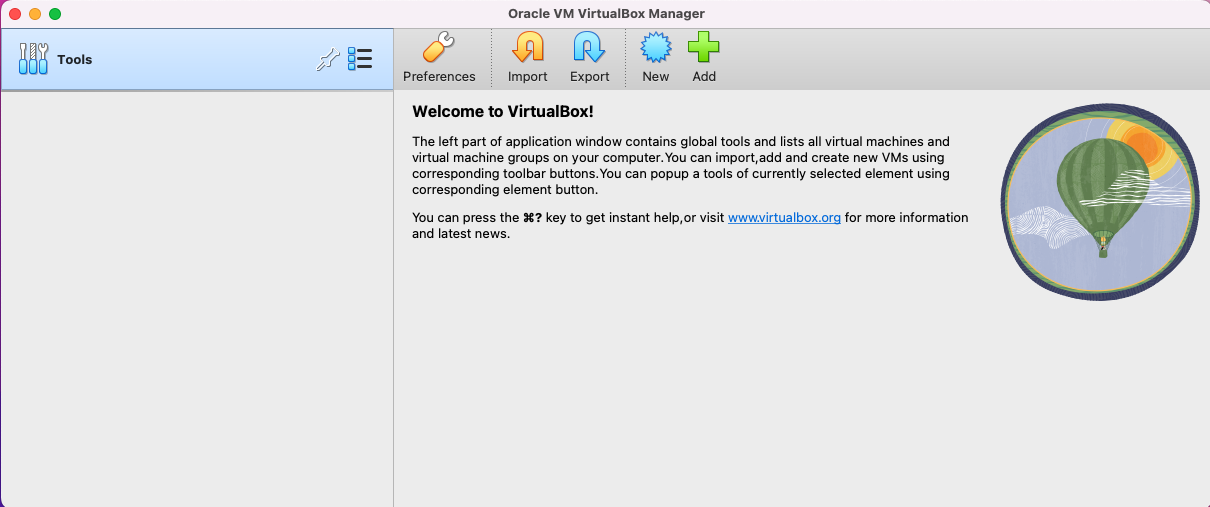 Oracle VM VirtualBox Manager
Tools
Preferences
Import
Export
New
Add
Welcome to VirtualBox!
The left part of application window contains global tools and lists all virtual machines and
virtual machine groups on your computer.You can import,add and create new VMs using
corresponding toolbar buttons.You can popup a tools of currently selected element using
corresponding element button.
You can press the ⌘? key to get instant help,or visit www.virtualbox.org for more information
and latest news.